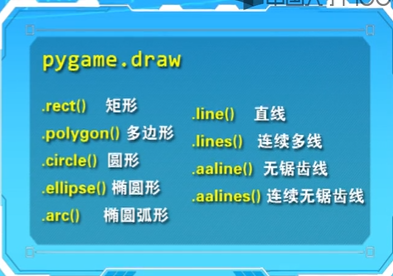 pygame.draw
.rect() 矩形
.polygon() 多边形
.circle() 圆形
.ellipse() 椭圆形
.arc() 椭圆弧形
.line() 直线
.lines() 连续多线
.aaline() 无锯齿线
.aalines() 连续无锯齿线